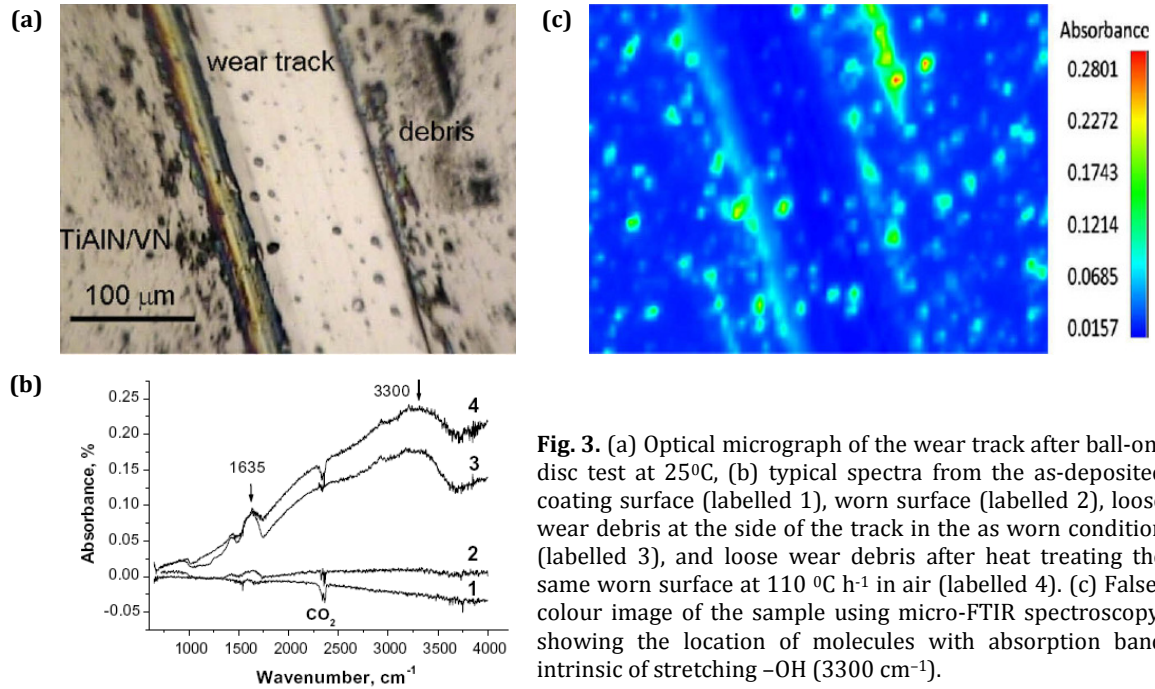 (a)
wear track
debris
TiAlN/VN
100 μm
(c)
Absorbance
0.2801
0.2272
0.1743
0.1214
0.0685
0.0157
(b)
Absorbance, %
0.25
0.20
0.15
0.10
0.05
0.00
-0.05
1635
3300
4
3
2
1
CO₂
1000 1500 2000 2500 3000 3500 4000
Wavenumber, cm⁻¹
Fig. 3. (a) Optical micrograph of the wear track after ball-on
disc test at 25⁰C, (b) typical spectra from the as-deposited
coating surface (labelled 1), worn surface (labelled 2), loose
wear debris at the side of the track in the as worn condition
(labelled 3), and loose wear debris after heat treating the
same worn surface at 110 ⁰C h⁻¹ in air (labelled 4). (c) False
colour image of the sample using micro-FTIR spectroscopy
showing the location of molecules with absorption band
intrinsic of stretching –OH (3300 cm⁻¹).